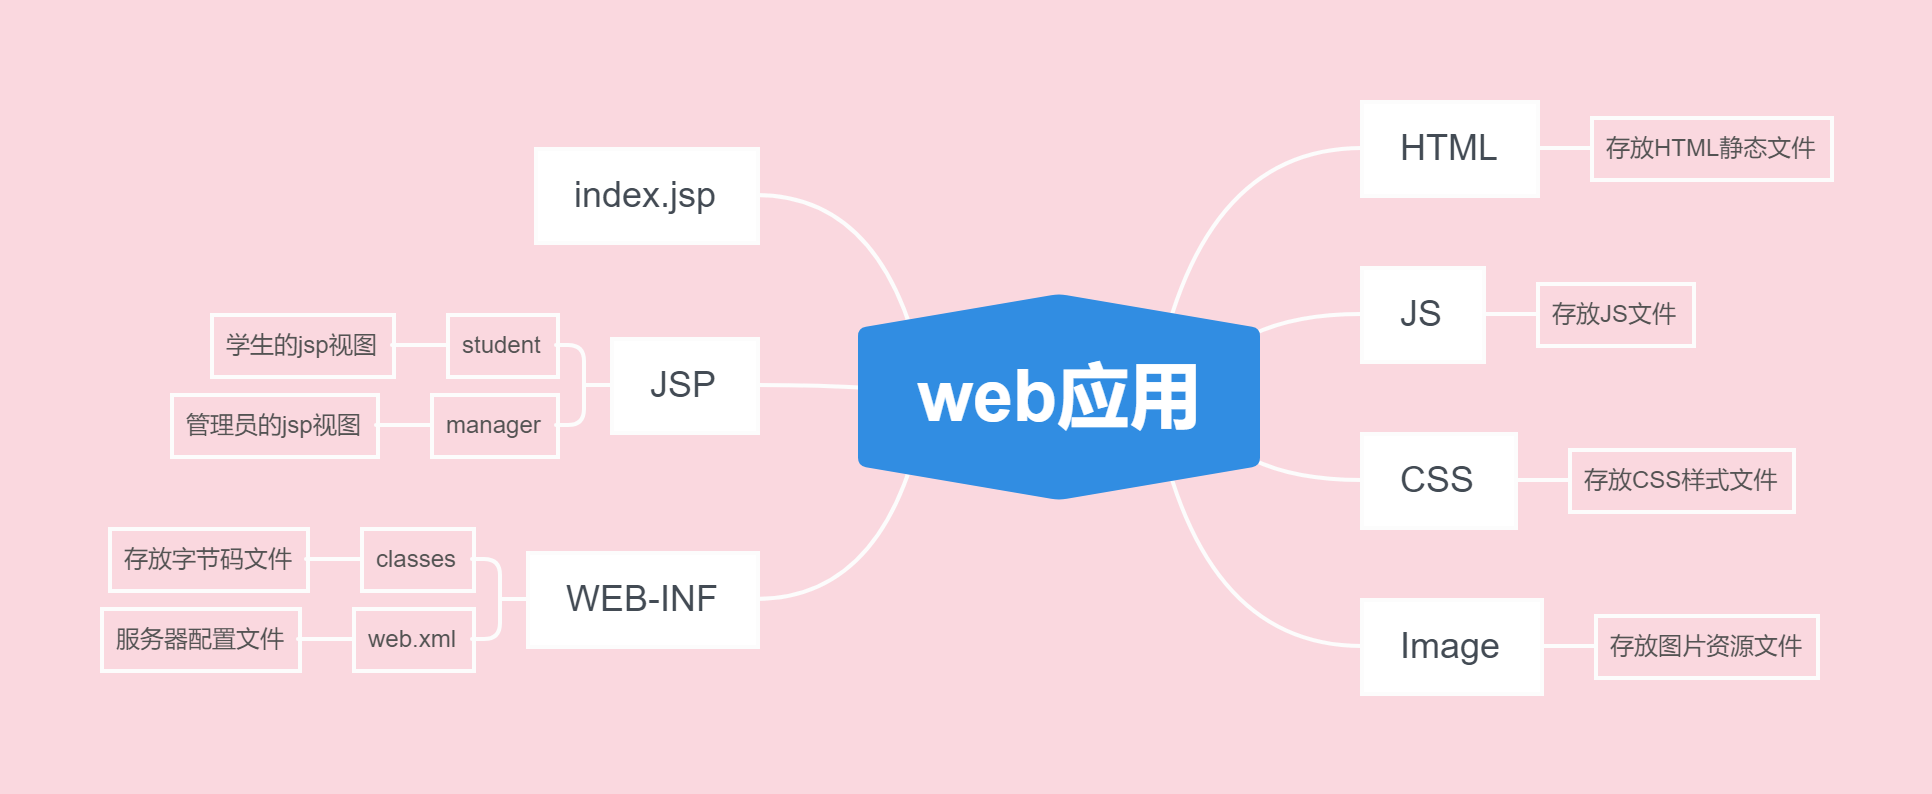 web应用
HTML
存放HTML静态文件
JS
存放JS文件
CSS
存放CSS样式文件
Image
存放图片资源文件
index.jsp
JSP
student
学生的jsp视图
manager
管理员的jsp视图
WEB-INF
classes
存放字节码文件
web.xml
服务器配置文件